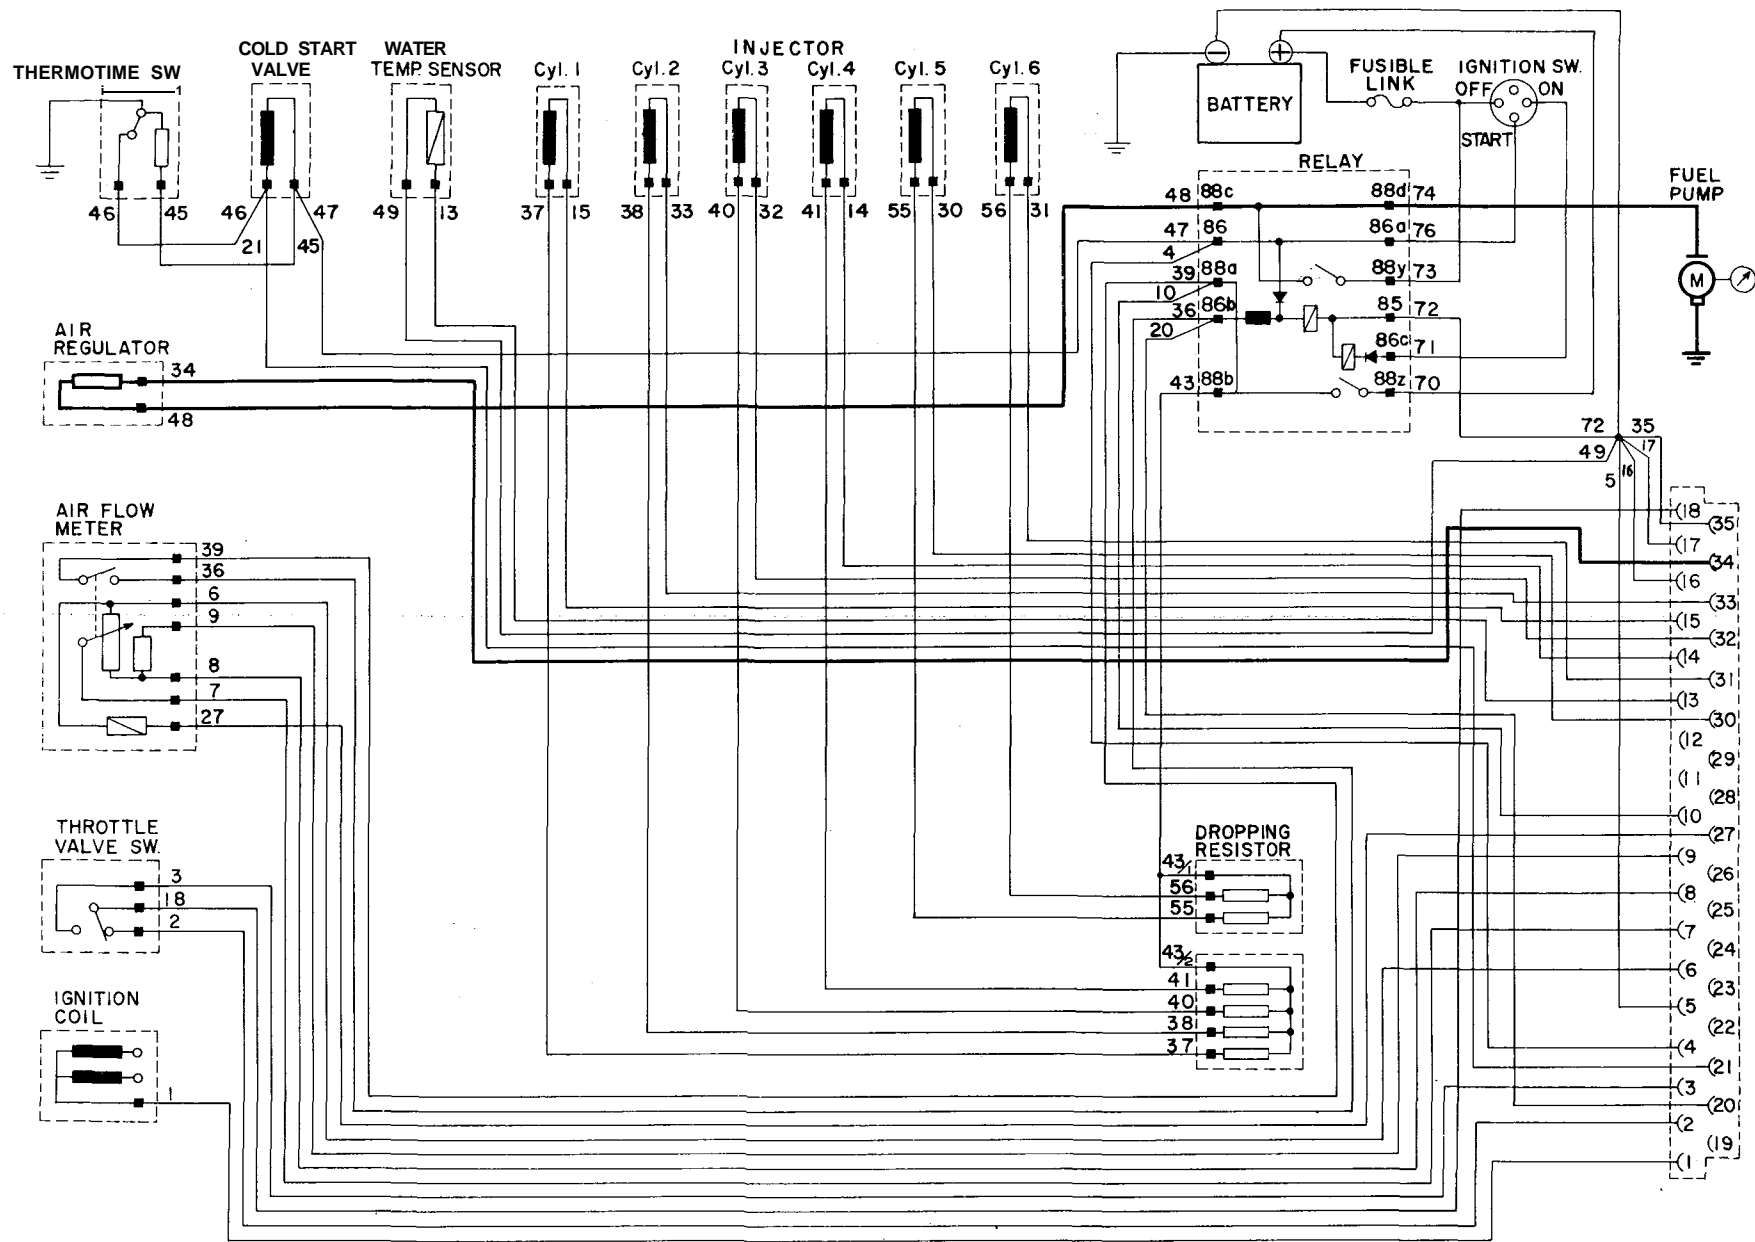 COLD START
VALVE
WATER
TEMP. SENSOR
INJECTOR
THERMOTIME SW
Cyl. 1
Cyl. 2
Cyl. 3
Cyl. 4
Cyl. 5
Cyl. 6
−
+
BATTERY
FUSIBLE
LINK
IGNITION SW.
OFF
ON
START
RELAY
FUEL
PUMP
M
46
45
46
47
21
45
49
13
37
15
38
33
40
32
41
14
55
30
56
31
48
88c
88d
74
47
86
86a
76
4
39
88a
88y
73
10
36
86b
85
72
20
86c
71
43
88b
88z
70
AIR
REGULATOR
34
48
72
35
17
49
16
5
AIR FLOW
METER
39
36
6
9
8
7
27
THROTTLE
VALVE SW.
3
18
2
IGNITION
COIL
1
DROPPING
RESISTOR
43/1
56
55
43/2
41
40
38
37
(18
(35
(17
(34
(16
(33
(15
(32
(14
(31
(13
(30
(12
(29
(11
(28
(10
(27
(9
(26
(8
(25
(7
(24
(6
(23
(5
(22
(4
(21
(3
(20
(2
(19
(1